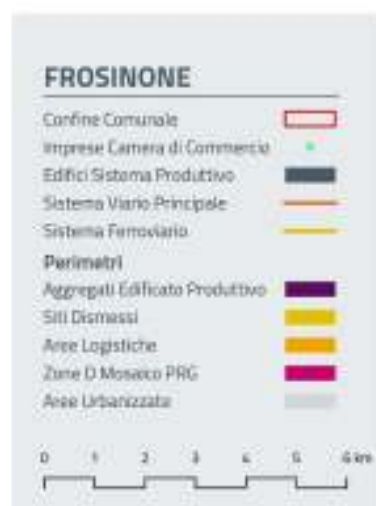 FROSINONE
Confine Comunale
Imprese Camera di Commercio
Edifici Sistema Produttivo
Sistema Viario Principale
Sistema Ferroviario
Perimetri
Aggregati Edificato Produttivo
Siti Dismessi
Aree Logistiche
Zone D Mosaico PRG
Aree Urbanizzate
0 1 2 3 4 5 6 km